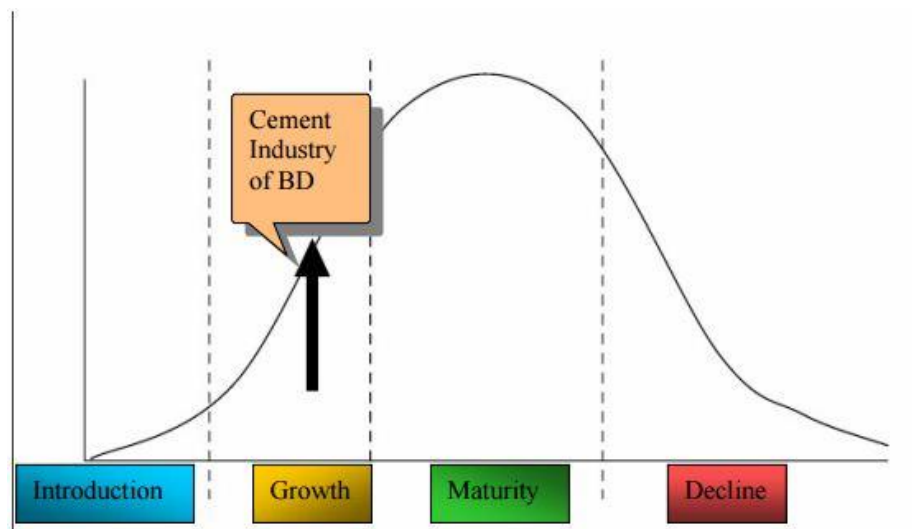 Cement
Industry
of BD
Introduction
Growth
Maturity
Decline